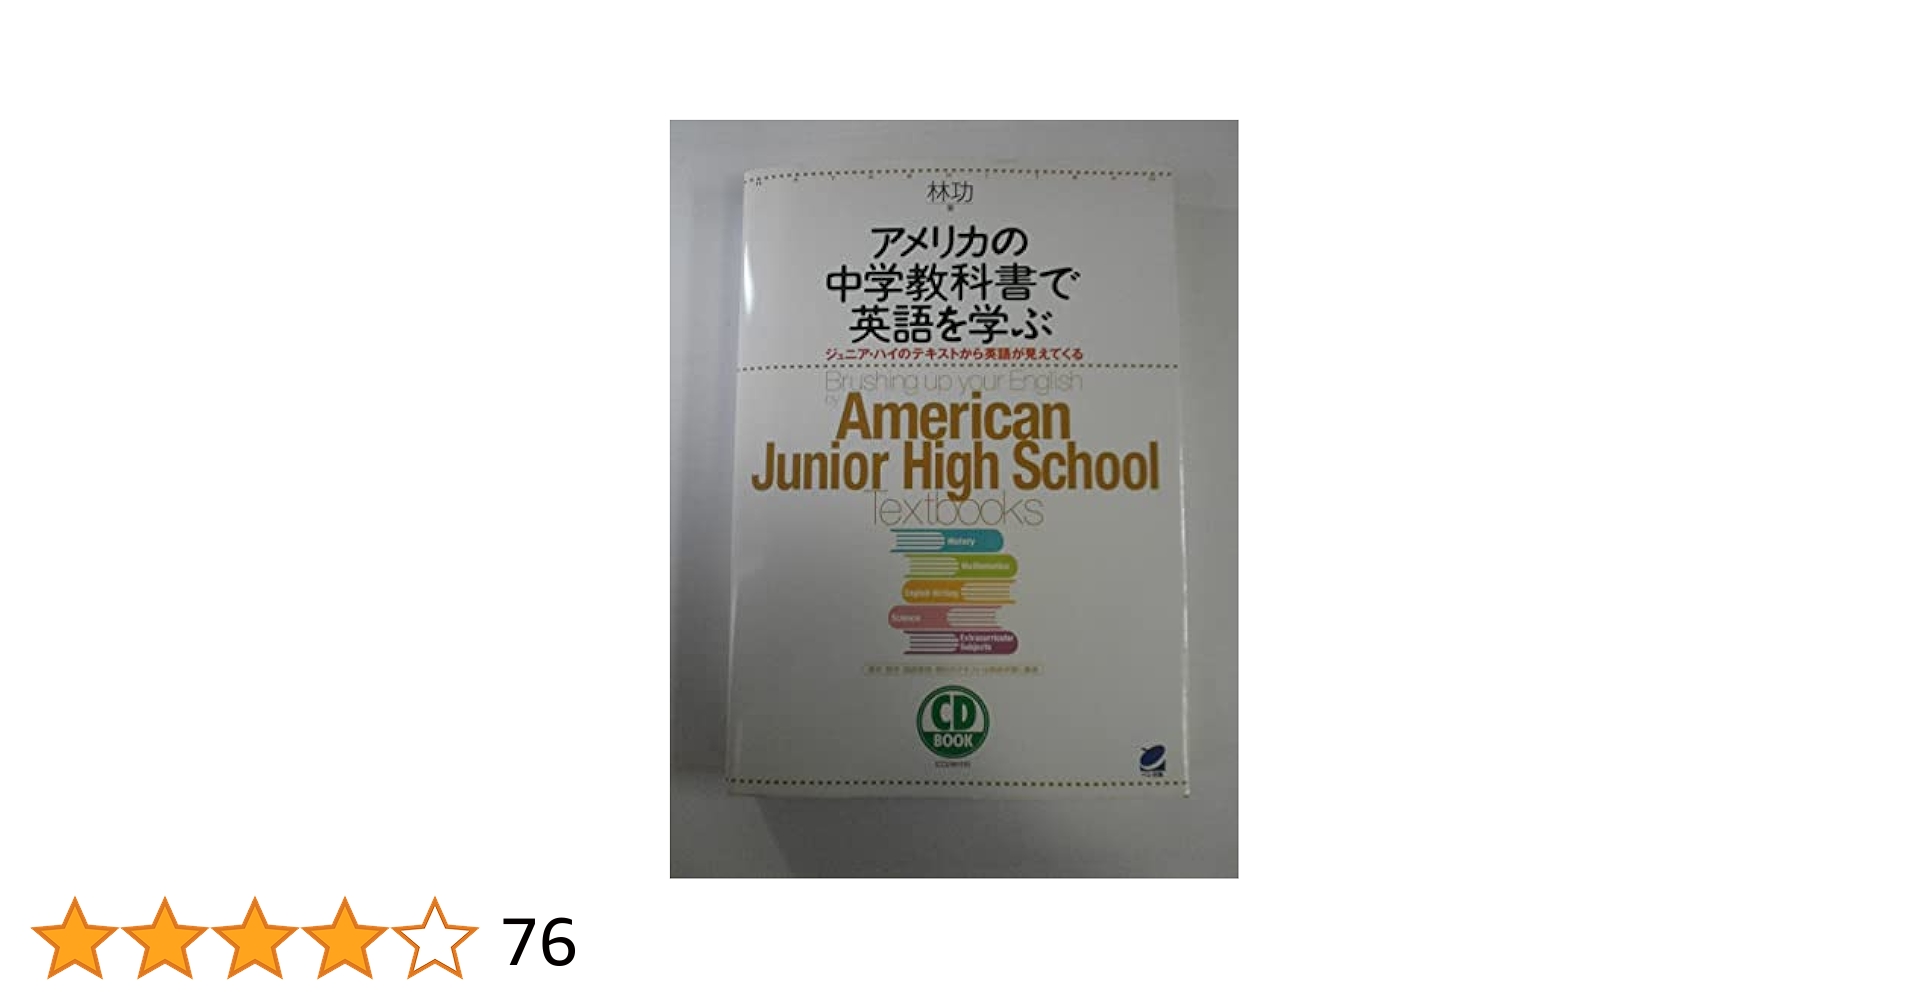 林功
アメリカの
中学教科書で
英語を学ぶ
ジュニア・ハイのテキストから英語が見えてくる
Brushing up your English
by
American
Junior High School
Textbooks
History
Mathematics
English Writing
Science
Extracurricular
Subjects
CD
BOOK
76